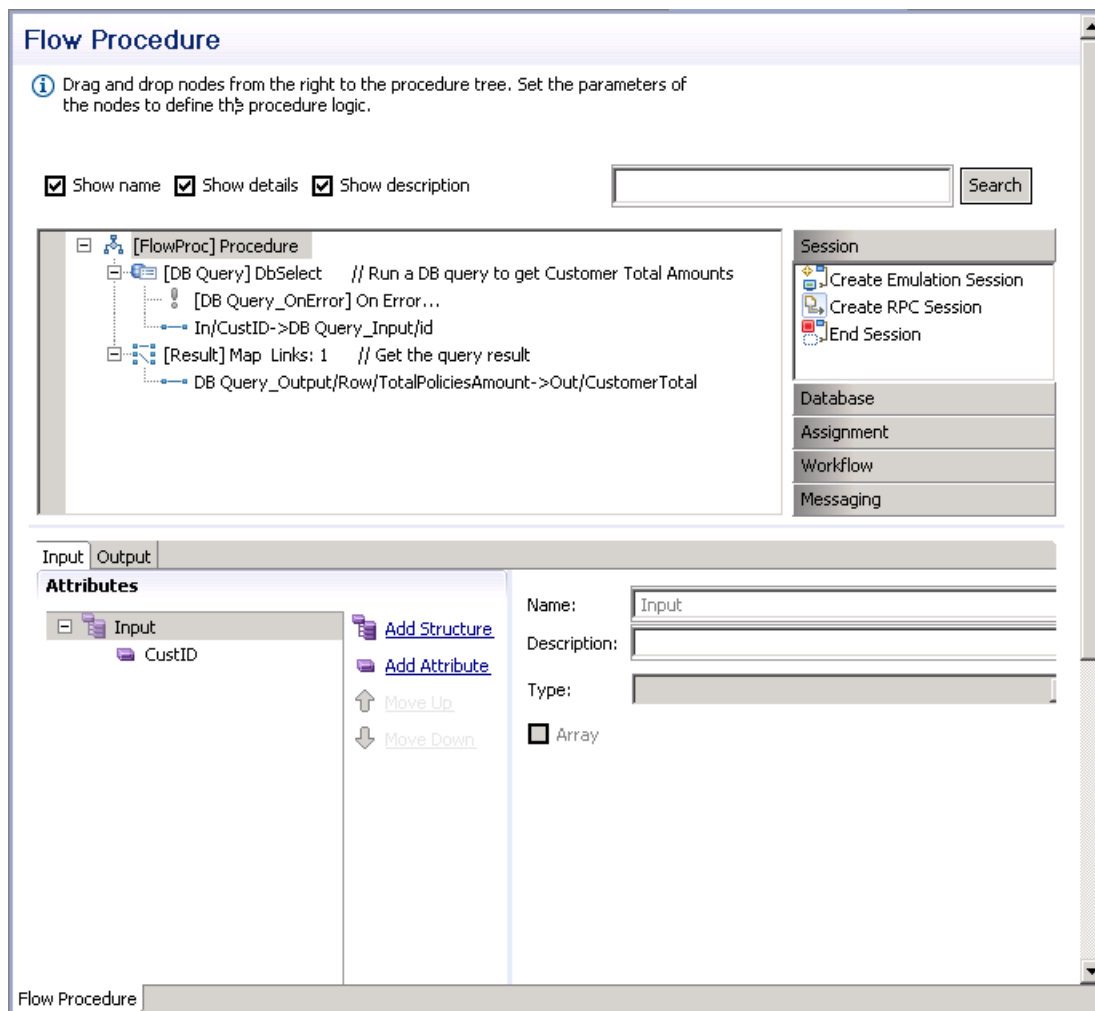 Flow Procedure
Drag and drop nodes from the right to the procedure tree. Set the parameters of
the nodes to define the procedure logic.
Show name Show details Show description Search
[FlowProc] Procedure
[DB Query] DbSelect // Run a DB query to get Customer Total Amounts
[DB Query_OnError] On Error...
In/CustID->DB Query_Input/id
[Result] Map Links: 1 // Get the query result
DB Query_Output/Row/TotalPoliciesAmount->Out/CustomerTotal
Session
Create Emulation Session
Create RPC Session
End Session
Database
Assignment
Workflow
Messaging
Input Output
Attributes
Input
CustID
Add Structure
Add Attribute
Move Up
Move Down
Name: Input
Description:
Type:
Array
Flow Procedure